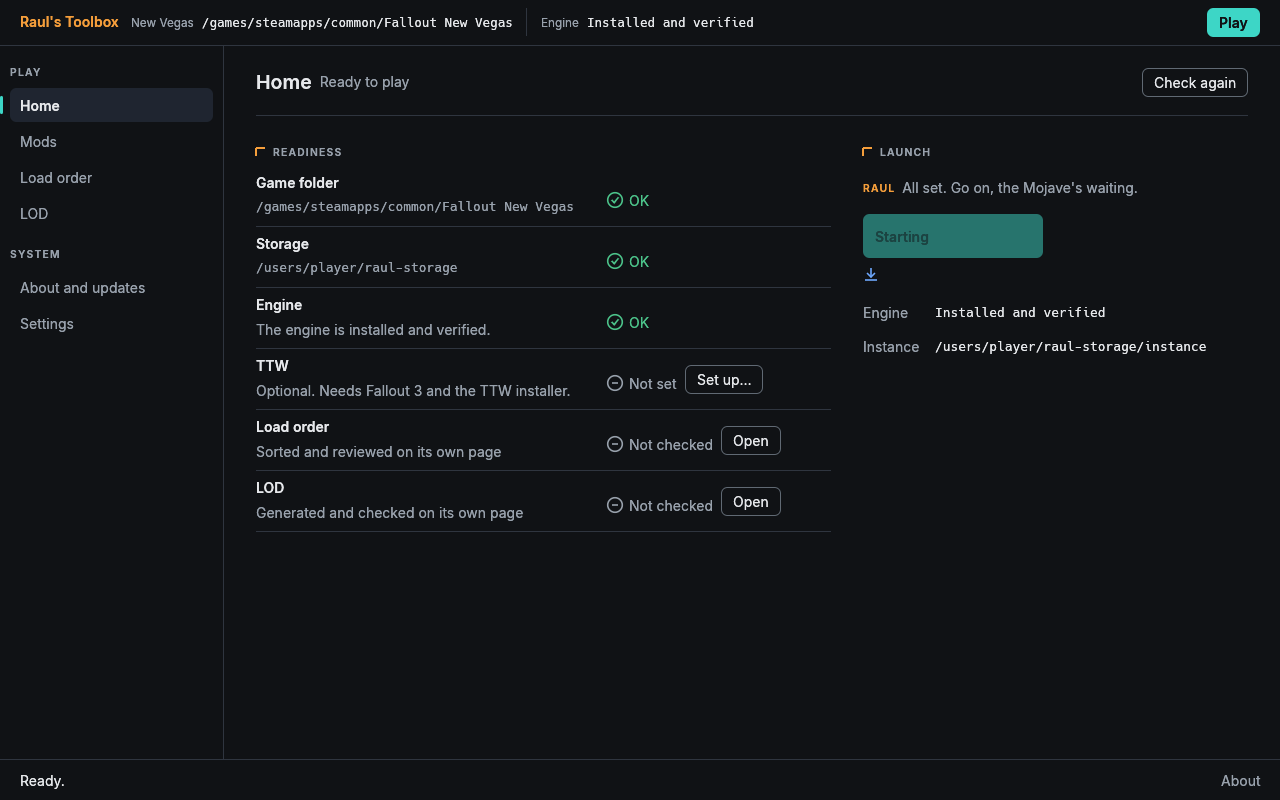 Raul's Toolbox New Vegas /games/steamapps/common/Fallout New Vegas Engine Installed and verified Play
PLAY
Home
Mods
Load order
LOD
SYSTEM
About and updates
Settings
Home Ready to play Check again
READINESS
Game folder
/games/steamapps/common/Fallout New Vegas OK
Storage
/users/player/raul-storage OK
Engine
The engine is installed and verified. OK
TTW
Optional. Needs Fallout 3 and the TTW installer. Not set Set up...
Load order
Sorted and reviewed on its own page Not checked Open
LOD
Generated and checked on its own page Not checked Open
LAUNCH
RAUL All set. Go on, the Mojave's waiting.
Starting
Engine Installed and verified
Instance /users/player/raul-storage/instance
Ready. About